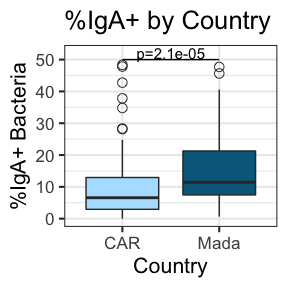 %IgA+ by Country
p=2.1e-05
50
40
30
20
10
0
%IgA+ Bacteria
CAR Mada
Country